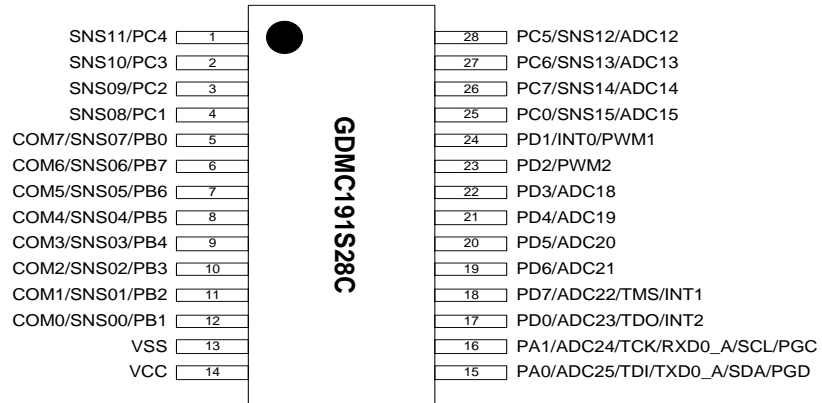 SNS11/PC4 1 28 PC5/SNS12/ADC12
SNS10/PC3 2 27 PC6/SNS13/ADC13
SNS09/PC2 3 26 PC7/SNS14/ADC14
SNS08/PC1 4 25 PC0/SNS15/ADC15
COM7/SNS07/PB0 5 24 PD1/INT0/PWM1
COM6/SNS06/PB7 6 23 PD2/PWM2
COM5/SNS05/PB6 7 22 PD3/ADC18
COM4/SNS04/PB5 8 21 PD4/ADC19
COM3/SNS03/PB4 9 20 PD5/ADC20
COM2/SNS02/PB3 10 19 PD6/ADC21
COM1/SNS01/PB2 11 18 PD7/ADC22/TMS/INT1
COM0/SNS00/PB1 12 17 PD0/ADC23/TDO/INT2
VSS 13 16 PA1/ADC24/TCK/RXD0_A/SCL/PGC
VCC 14 15 PA0/ADC25/TDI/TXD0_A/SDA/PGD
GDMC191S28C